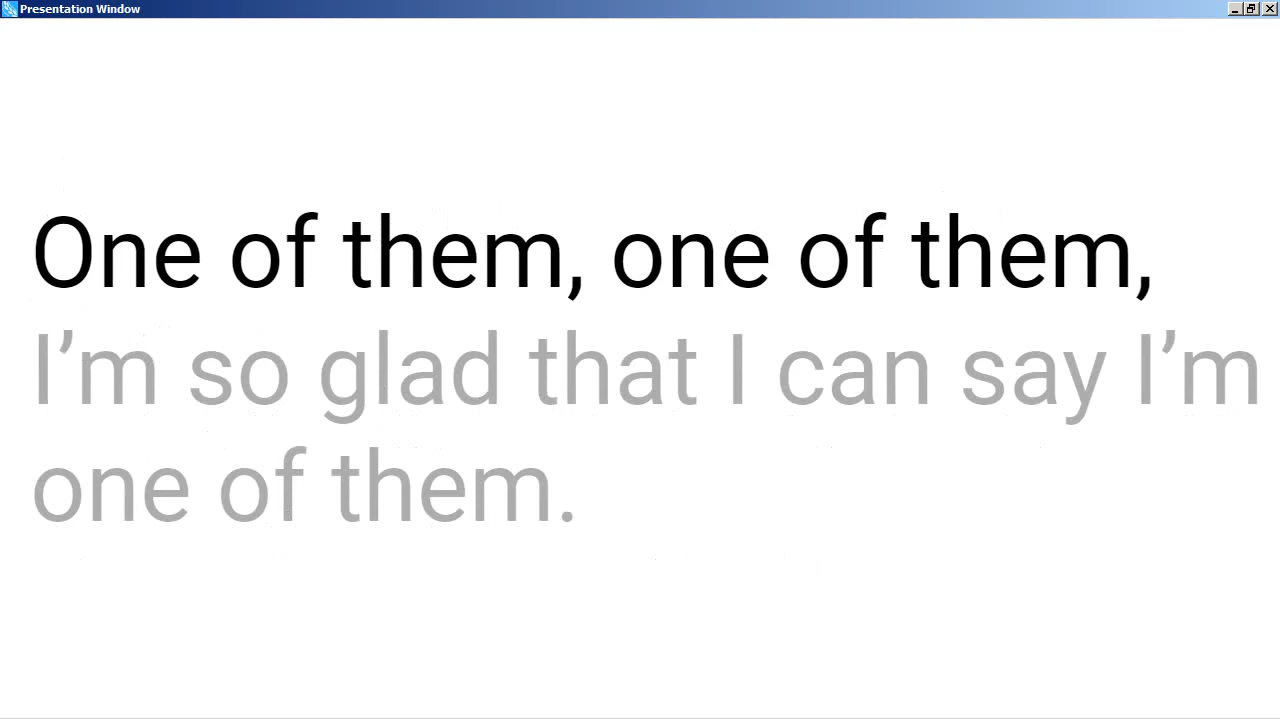 Presentation Window
One of them, one of them,
I’m so glad that I can say I’m
one of them.